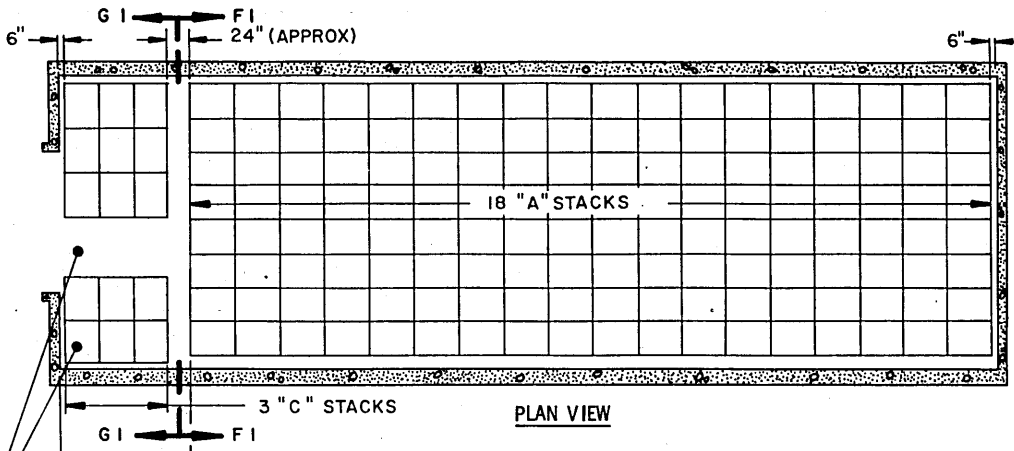 G I F I
6" 24" (APPROX) 6"
18 "A" STACKS
3 "C" STACKS
PLAN VIEW
G I F I